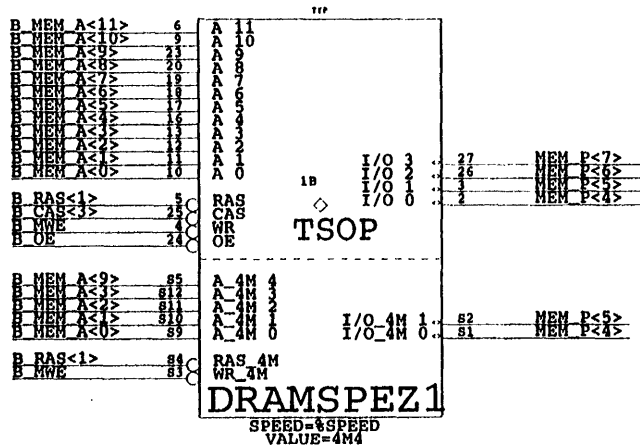 TYP
B_MEM_A<11> 6 A 11
B_MEM_A<10> 9 A 10
B_MEM_A<9> 23 A 9
B_MEM_A<8> 20 A 8
B_MEM_A<7> 19 A 7
B_MEM_A<6> 18 A 6
B_MEM_A<5> 17 A 5
B_MEM_A<4> 16 A 4
B_MEM_A<3> 13 A 3
B_MEM_A<2> 12 A 2
B_MEM_A<1> 11 A 1 I/O 3 27 MEM_P<7>
B_MEM_A<0> 10 A 0 I/O 2 26 MEM_P<6>
1B I/O 1 3 MEM_P<5>
B_RAS<1> 5 RAS I/O 0 2 MEM_P<4>
B_CAS<3> 25 CAS
B_MWE 4 WR TSOP
B_OE 24 OE
B_MEM_A<9> S5 A_4M 4
B_MEM_A<3> S12 A_4M 3
B_MEM_A<2> S11 A_4M 2
B_MEM_A<1> S10 A_4M 1 I/O_4M 1 S2 MEM_P<5>
B_MEM_A<0> S9 A_4M 0 I/O_4M 0 S1 MEM_P<4>
B_RAS<1> S4 RAS_4M
B_MWE S3 WR_4M
DRAMSPEZ1
SPEED=%SPEED
VALUE=4M4